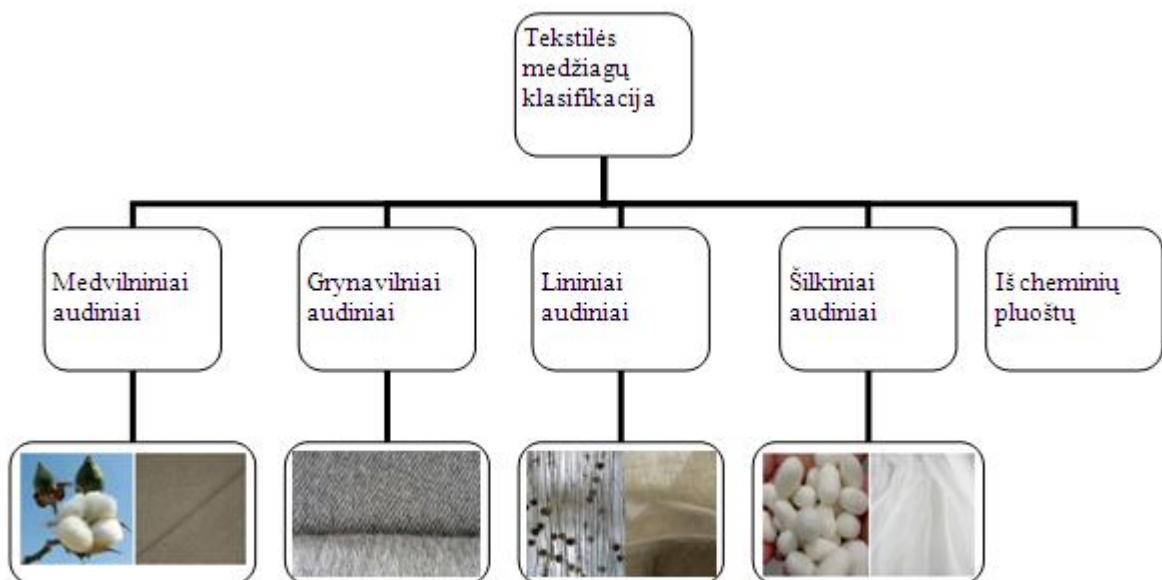 Tekstilės
medžiagų
klasifikacija
Medvilniniai
audiniai
Grynavilniai
audiniai
Lininiai
audiniai
Šilkiniai
audiniai
Iš cheminių
pluoštų